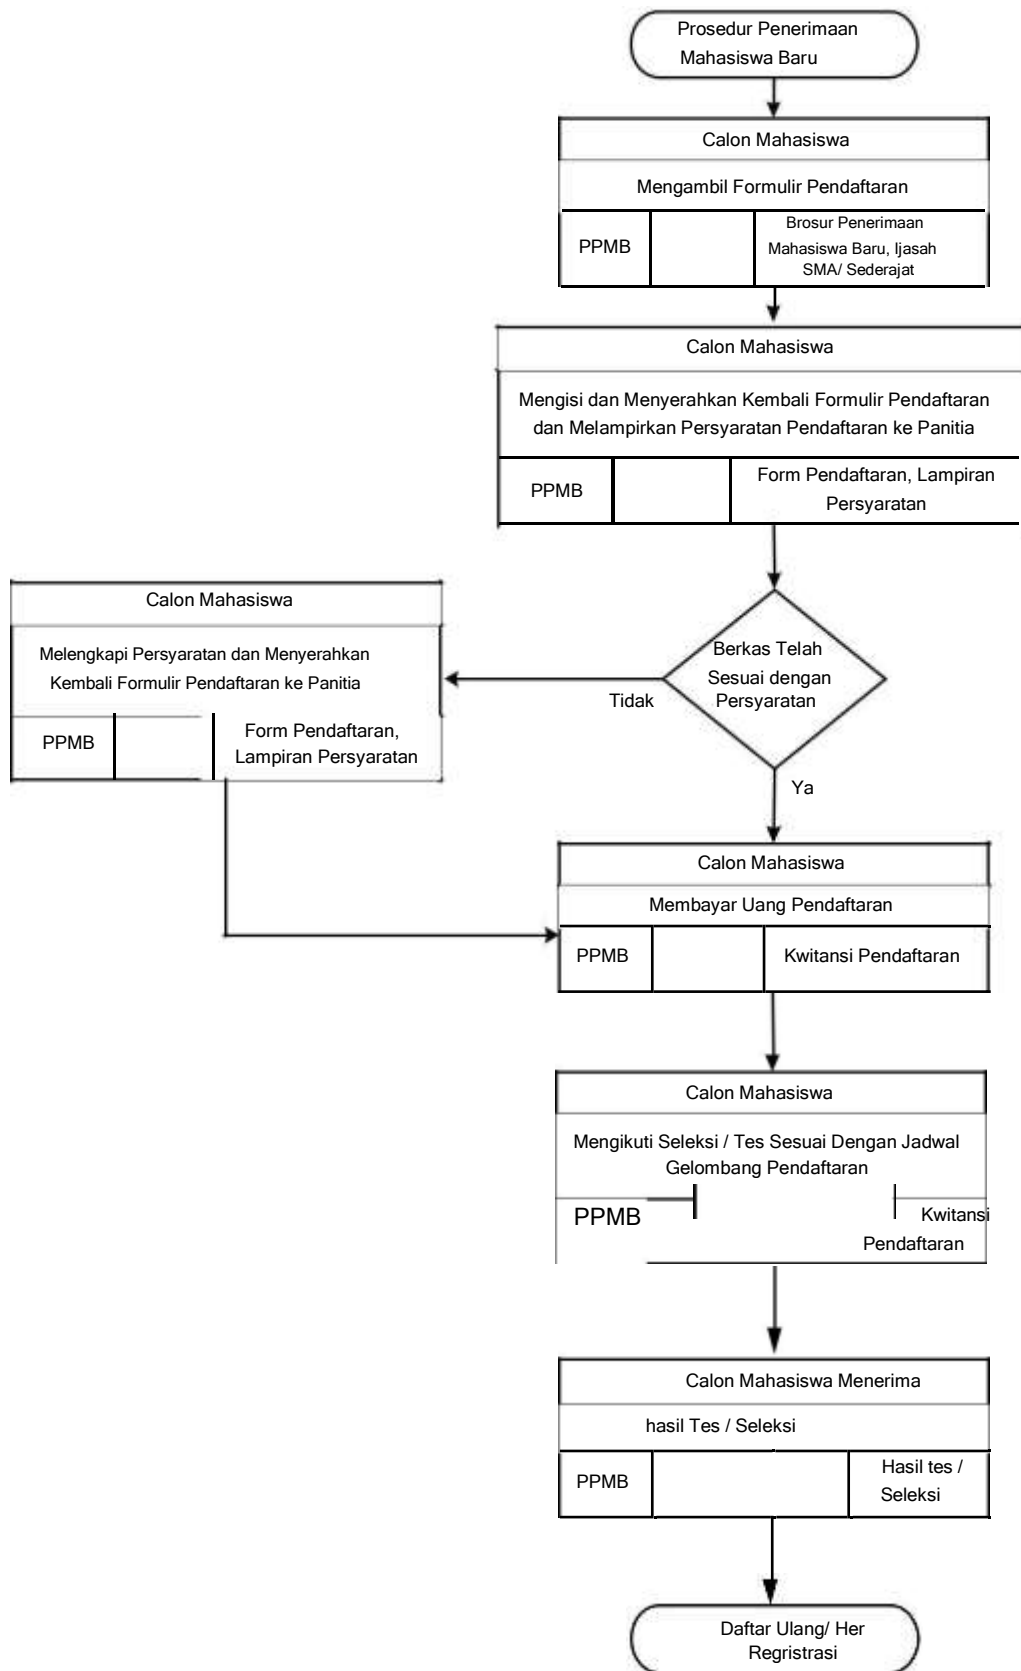 Prosedur Penerimaan
Mahasiswa Baru
Calon Mahasiswa
Mengambil Formulir Pendaftaran
PPMB
Brosur Penerimaan
Mahasiswa Baru, Ijasah
SMA/ Sederajat
Calon Mahasiswa
Mengisi dan Menyerahkan Kembali Formulir Pendaftaran
dan Melampirkan Persyaratan Pendaftaran ke Panitia
PPMB
Form Pendaftaran, Lampiran
Persyaratan
Berkas Telah
Sesuai dengan
Persyaratan
Tidak
Ya
Calon Mahasiswa
Melengkapi Persyaratan dan Menyerahkan
Kembali Formulir Pendaftaran ke Panitia
PPMB
Form Pendaftaran,
Lampiran Persyaratan
Calon Mahasiswa
Membayar Uang Pendaftaran
PPMB
Kwitansi Pendaftaran
Calon Mahasiswa
Mengikuti Seleksi / Tes Sesuai Dengan Jadwal
Gelombang Pendaftaran
PPMB
Kwitansi
Pendaftaran
Calon Mahasiswa Menerima
hasil Tes / Seleksi
PPMB
Hasil tes /
Seleksi
Daftar Ulang/ Her
Regristrasi